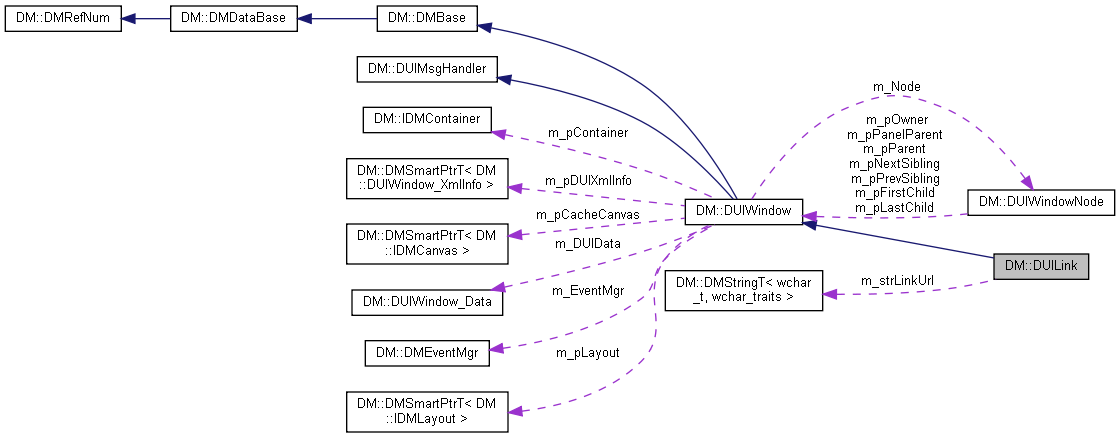 DM::DMRefNum
DM::DMDataBase
DM::DMBase
DM::DUIMsgHandler
DM::IDMContainer
DM::DMSmartPtrT< DM
::DUIWindow_XmlInfo >
DM::DMSmartPtrT< DM
::IDMCanvas >
DM::DUIWindow_Data
DM::DMEventMgr
DM::DMSmartPtrT< DM
::IDMLayout >
m_pContainer
m_pDUIXmlInfo
m_pCacheCanvas
m_DUIData
m_EventMgr
m_pLayout
DM::DUIWindow
DM::DMStringT< wchar
_t, wchar_traits >
m_Node
m_pOwner
m_pPanelParent
m_pParent
m_pNextSibling
m_pPrevSibling
m_pFirstChild
m_pLastChild
m_strLinkUrl
DM::DUIWindowNode
DM::DUILink